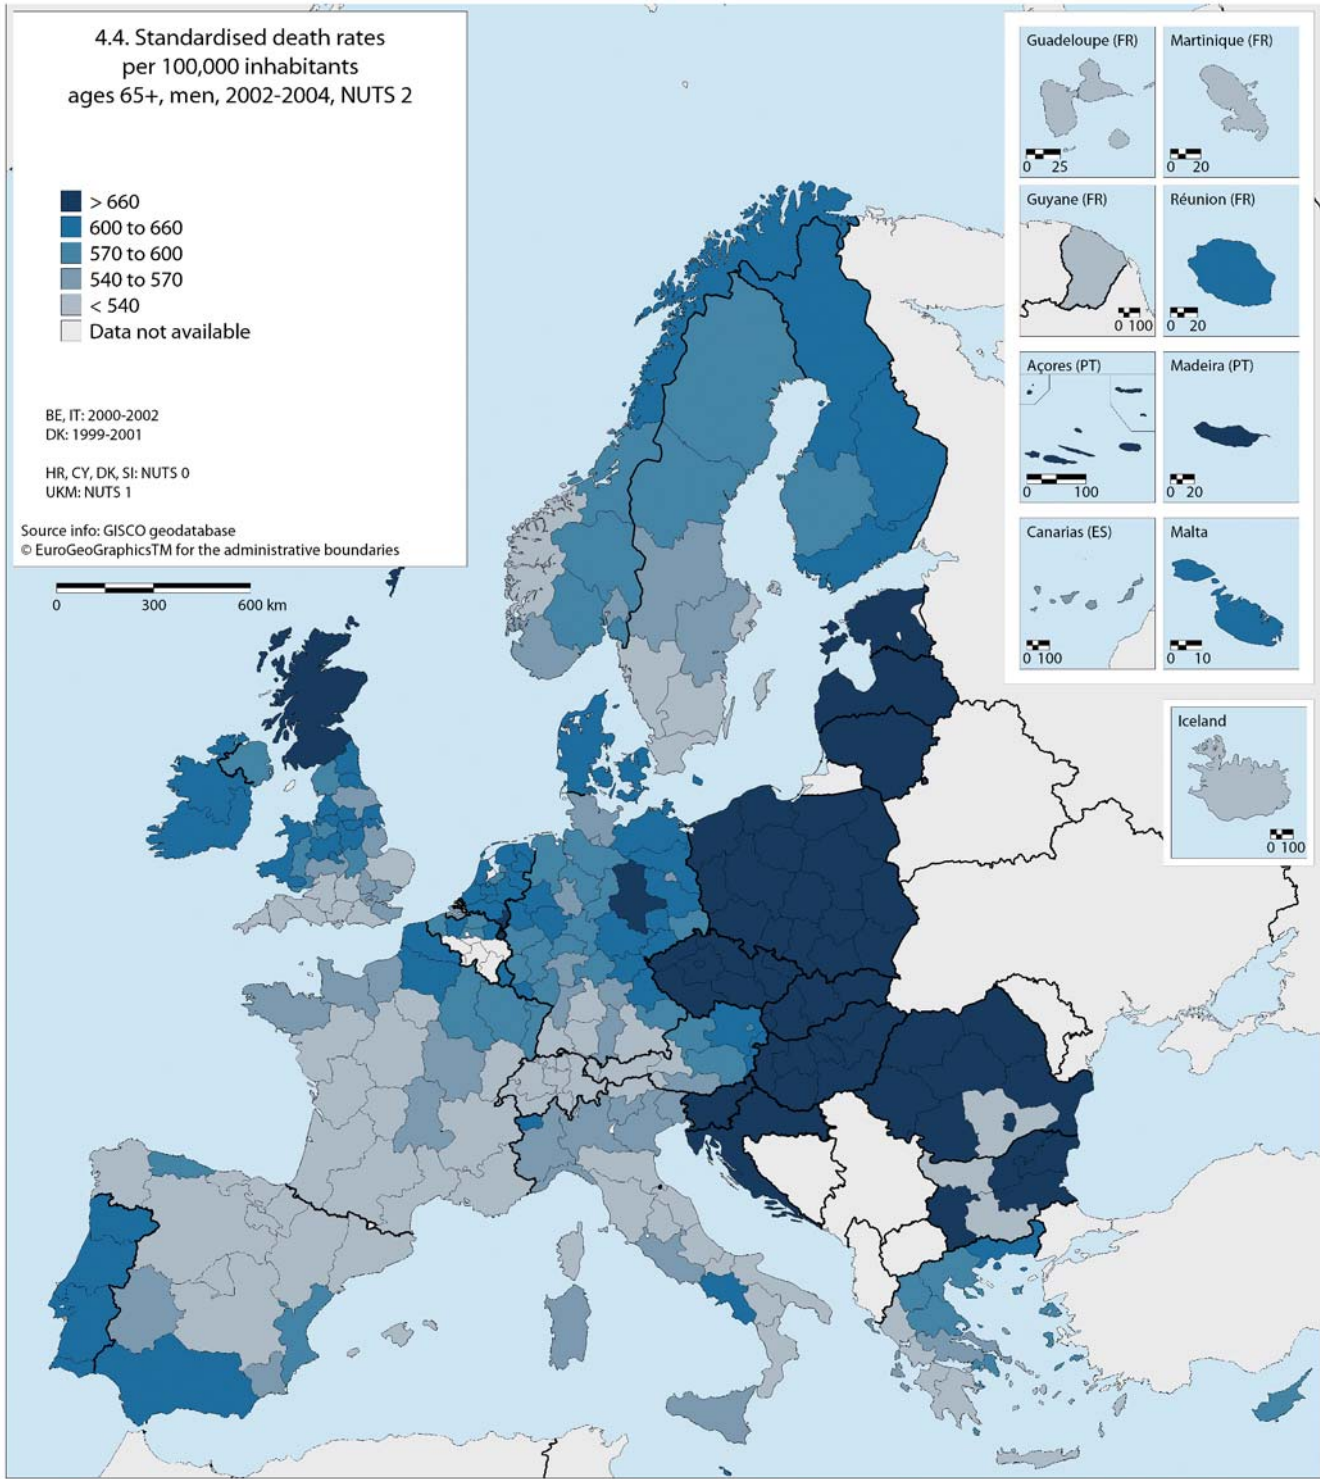 4.4. Standardised death rates
per 100,000 inhabitants
ages 65+, men, 2002-2004, NUTS 2
> 660
600 to 660
570 to 600
540 to 570
< 540
Data not available
BE, IT: 2000-2002
DK: 1999-2001
HR, CY, DK, SI: NUTS 0
UKM: NUTS 1
Source info: GISCO geodatabase
© EuroGeoGraphicsTM for the administrative boundaries
0 300 600 km
Guadeloupe (FR)
0 25
Martinique (FR)
0 20
Guyane (FR)
0 100
Réunion (FR)
0 20
Açores (PT)
0 100
Madeira (PT)
0 20
Canarias (ES)
0 100
Malta
0 10
Iceland
0 100